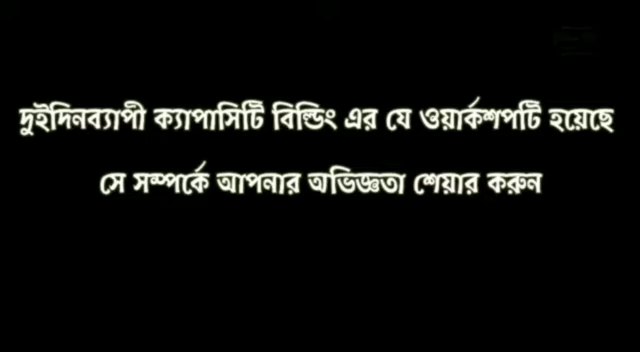 দুইদিনব্যাপী ক্যাপাসিটি বিল্ডিং এর যে ওয়ার্কশপটি হয়েছে
সে সম্পর্কে আপনার অভিজ্ঞতা শেয়ার করুন